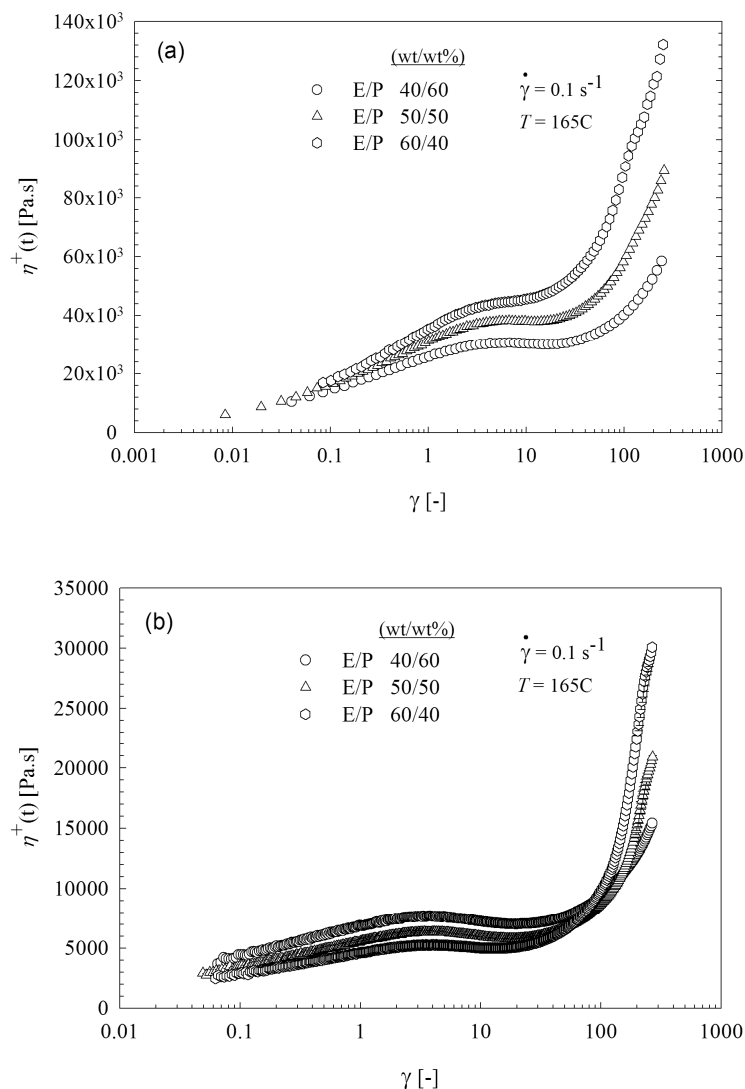 140x10³
120x10³
100x10³
80x10³
60x10³
40x10³
20x10³
0
η⁺(t) [Pa.s]
(a)
(wt/wt%)
E/P 40/60
E/P 50/50
E/P 60/40
γ̇ = 0.1 s⁻¹
T = 165C
0.001 0.01 0.1 1 10 100 1000
γ [-]
35000
30000
25000
20000
15000
10000
5000
0
η⁺(t) [Pa.s]
(b)
(wt/wt%)
E/P 40/60
E/P 50/50
E/P 60/40
γ̇ = 0.1 s⁻¹
T = 165C
0.01 0.1 1 10 100 1000
γ [-]